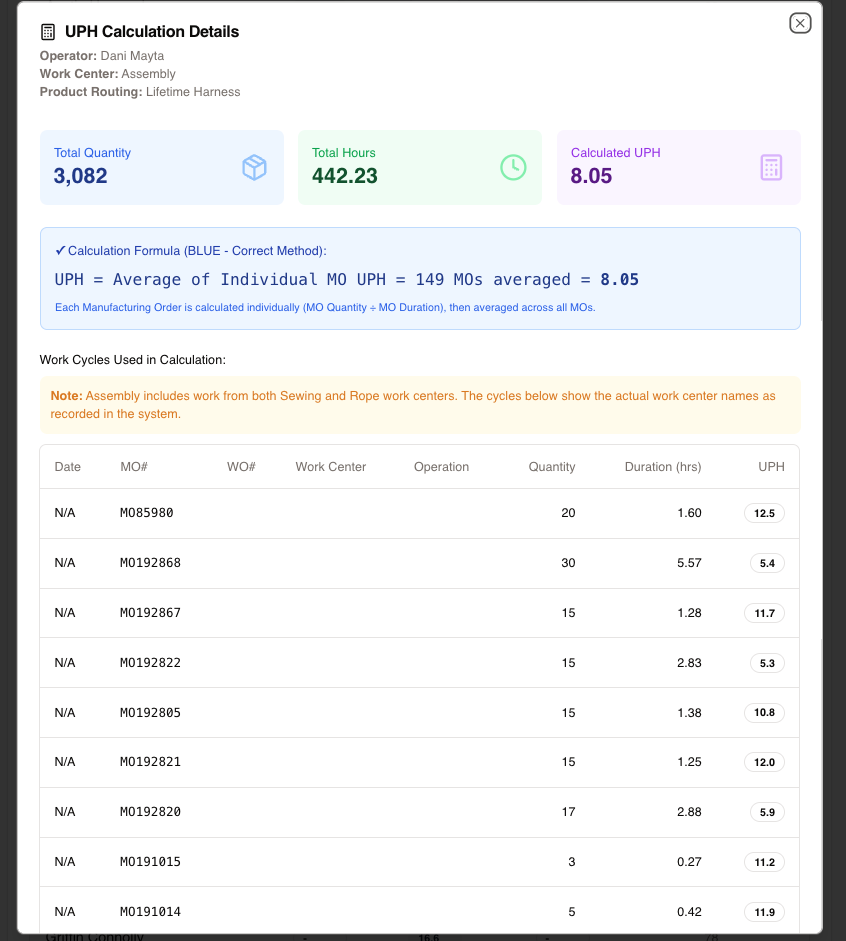 UPH Calculation Details
Operator: Dani Mayta
Work Center: Assembly
Product Routing: Lifetime Harness
Total Quantity
3,082
Total Hours
442.23
Calculated UPH
8.05
✓ Calculation Formula (BLUE - Correct Method):
UPH = Average of Individual MO UPH = 149 MOs averaged = 8.05
Each Manufacturing Order is calculated individually (MO Quantity ÷ MO Duration), then averaged across all MOs.
Work Cycles Used in Calculation:
Note: Assembly includes work from both Sewing and Rope work centers. The cycles below show the actual work center names as
recorded in the system.
Date MO# WO# Work Center Operation Quantity Duration (hrs) UPH
N/A MO85980 20 1.60 12.5
N/A MO192868 30 5.57 5.4
N/A MO192867 15 1.28 11.7
N/A MO192822 15 2.83 5.3
N/A MO192805 15 1.38 10.8
N/A MO192821 15 1.25 12.0
N/A MO192820 17 2.88 5.9
N/A MO191015 3 0.27 11.2
N/A MO191014 5 0.42 11.9
Griffin Connolly - 16.6 - 78